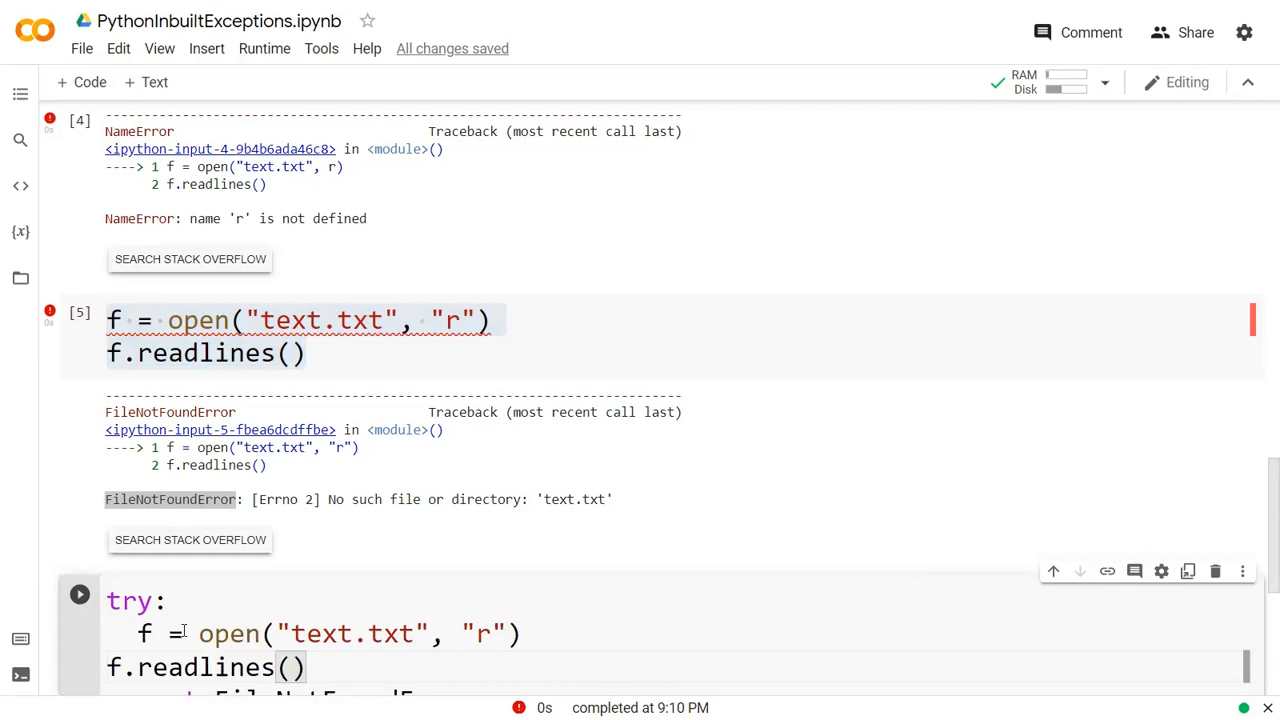 PythonInbuiltExceptions.ipynb
File Edit View Insert Runtime Tools Help All changes saved
Comment Share
+ Code + Text
RAM
Disk
Editing
[4]
0s
---------------------------------------------------------------------------
NameError Traceback (most recent call last)
<ipython-input-4-9b4b6ada46c8> in <module>()
----> 1 f = open("text.txt", r)
2 f.readlines()
NameError: name 'r' is not defined
SEARCH STACK OVERFLOW
[5]
0s
f = open("text.txt", "r")
f.readlines()
---------------------------------------------------------------------------
FileNotFoundError Traceback (most recent call last)
<ipython-input-5-fbea6dcdffbe> in <module>()
----> 1 f = open("text.txt", "r")
2 f.readlines()
FileNotFoundError: [Errno 2] No such file or directory: 'text.txt'
SEARCH STACK OVERFLOW
try:
f = open("text.txt", "r")
f.readlines()
0s completed at 9:10 PM